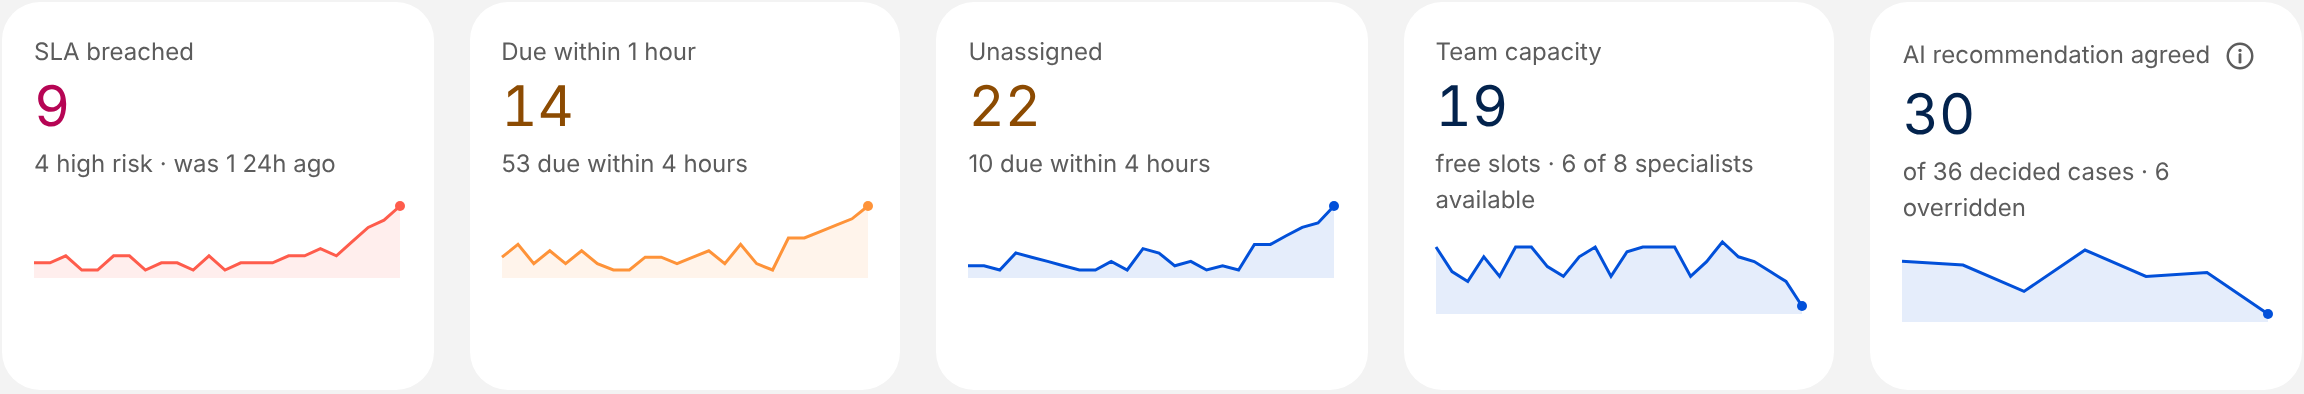 SLA breached
9
4 high risk · was 1 24h ago
Due within 1 hour
14
53 due within 4 hours
Unassigned
22
10 due within 4 hours
Team capacity
19
free slots · 6 of 8 specialists
available
AI recommendation agreed
30
of 36 decided cases · 6
overridden